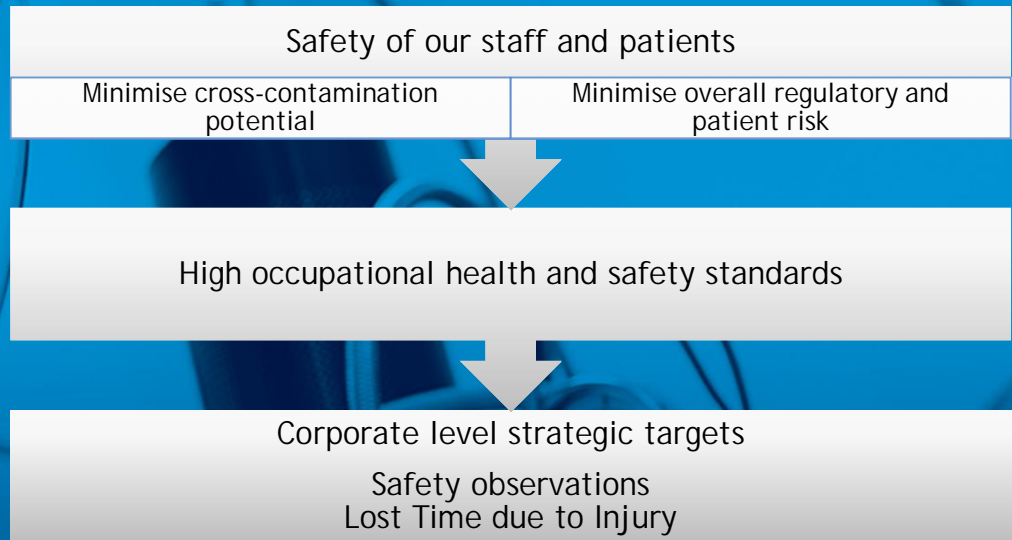 Safety of our staff and patients
Minimise cross-contamination
potential
Minimise overall regulatory and
patient risk
High occupational health and safety standards
Corporate level strategic targets
Safety observations
Lost Time due to Injury